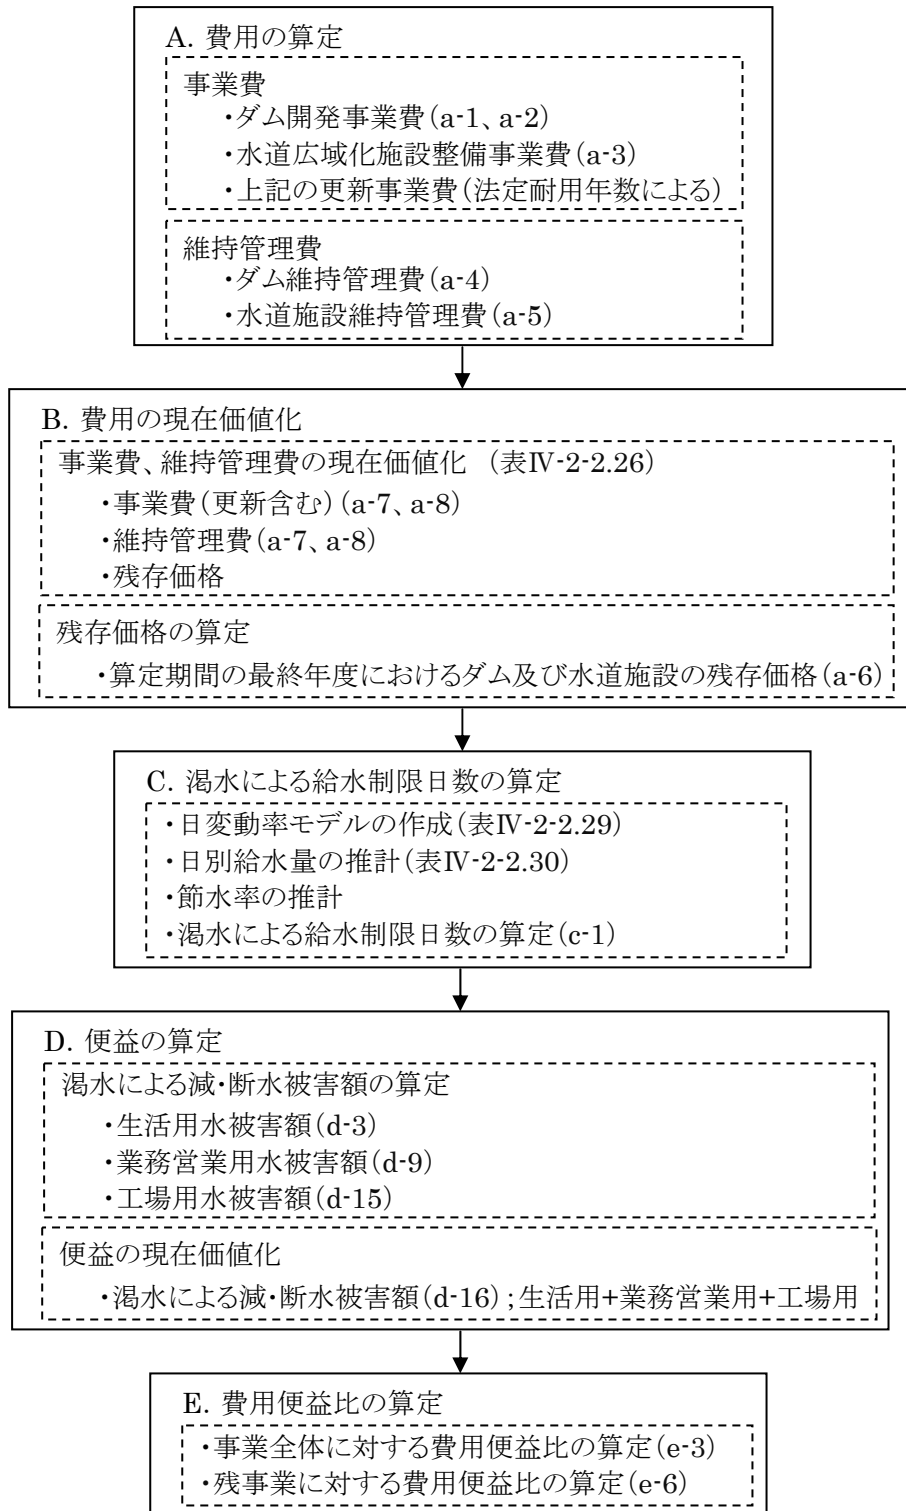 A. 費用の算定
事業費
・ダム開発事業費(a-1、a-2)
・水道広域化施設整備事業費(a-3)
・上記の更新事業費(法定耐用年数による)
維持管理費
・ダム維持管理費(a-4)
・水道施設維持管理費(a-5)
B. 費用の現在価値化
事業費、維持管理費の現在価値化 (表Ⅳ-2-2.26)
・事業費(更新含む)(a-7、a-8)
・維持管理費(a-7、a-8)
・残存価格
残存価格の算定
・算定期間の最終年度におけるダム及び水道施設の残存価格(a-6)
C. 渇水による給水制限日数の算定
・日変動率モデルの作成(表Ⅳ-2-2.29)
・日別給水量の推計(表Ⅳ-2-2.30)
・節水率の推計
・渇水による給水制限日数の算定(c-1)
D. 便益の算定
渇水による減・断水被害額の算定
・生活用水被害額(d-3)
・業務営業用水被害額(d-9)
・工場用水被害額(d-15)
便益の現在価値化
・渇水による減・断水被害額(d-16);生活用+業務営業用+工場用
E. 費用便益比の算定
・事業全体に対する費用便益比の算定(e-3)
・残事業に対する費用便益比の算定(e-6)